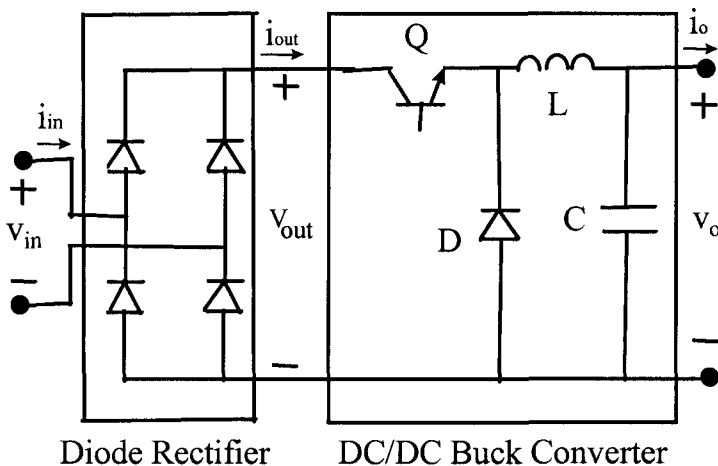 i_out
Q
i_o
+
+
L
i_in
+
v_in
V_out
D
C
v_o
−
−
−
Diode Rectifier
DC/DC Buck Converter